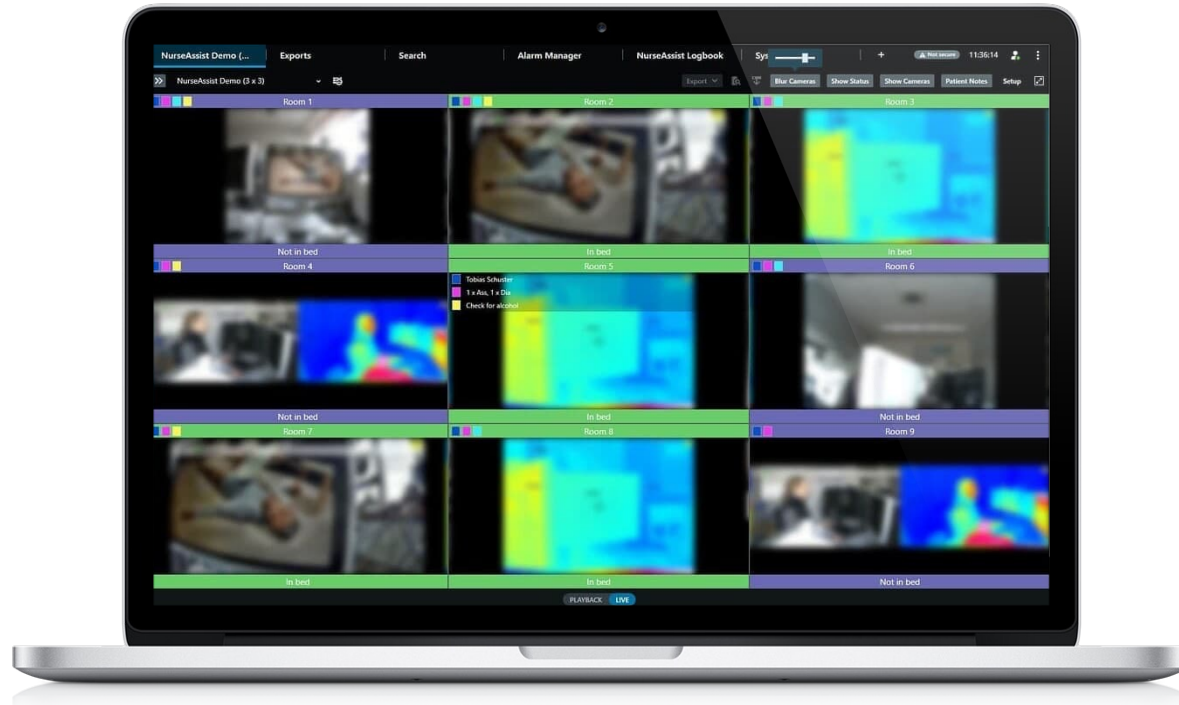 NurseAssist Demo (... Exports Search Alarm Manager NurseAssist Logbook Sys + Not secure 11:36:14
NurseAssist Demo (3 x 3) Export Blur Cameras Show Status Show Cameras Patient Notes Setup
Room 1 Room 2 Room 3
Not in bed In bed In bed
Room 4 Room 5 Room 6
Tobias Schuster
1 x Ass, 1 x Dia
Check for alcohol
Not in bed In bed Not in bed
Room 7 Room 8 Room 9
In bed In bed Not in bed
PLAYBACK LIVE